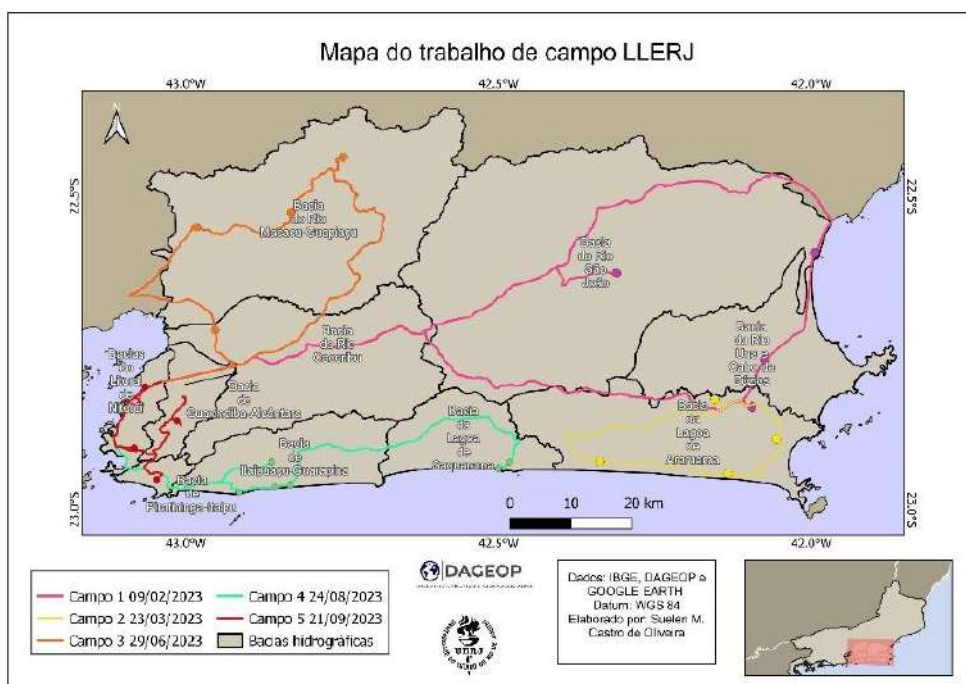 Mapa do trabalho de campo LLERJ
43.0°W
42.5°W
42.0°W
N
22.5°S
22.5°S
Bacia
do Rio
Macacu-Guapiaçu
Bacia
do Rio
São
João
Bacias
do
Litoral
de
Niterói
Bacia
do Rio
Caceribu
Bacia
do Rio
Una e
Cabo de
Búzios
Bacia
de
Guaxindiba-Alcântara
Bacia
da
Lagoa
de
Araruama
Bacia
da
Lagoa
de
Saquarema
Bacia
de
Itaipuaçu-Guarapina
Bacia
de
Piratininga-Itaipu
23.0°S
23.0°S
0 10 20 km
43.0°W
42.5°W
42.0°W
Campo 1 09/02/2023
Campo 2 23/03/2023
Campo 3 29/06/2023
Campo 4 24/08/2023
Campo 5 21/09/2023
Bacias hidrográficas
DAGEOP
UERJ
Dados: IBGE, DAGEOP e
GOOGLE EARTH
Datum: WGS 84
Elaborado por: Suelen M.
Castro de Oliveira